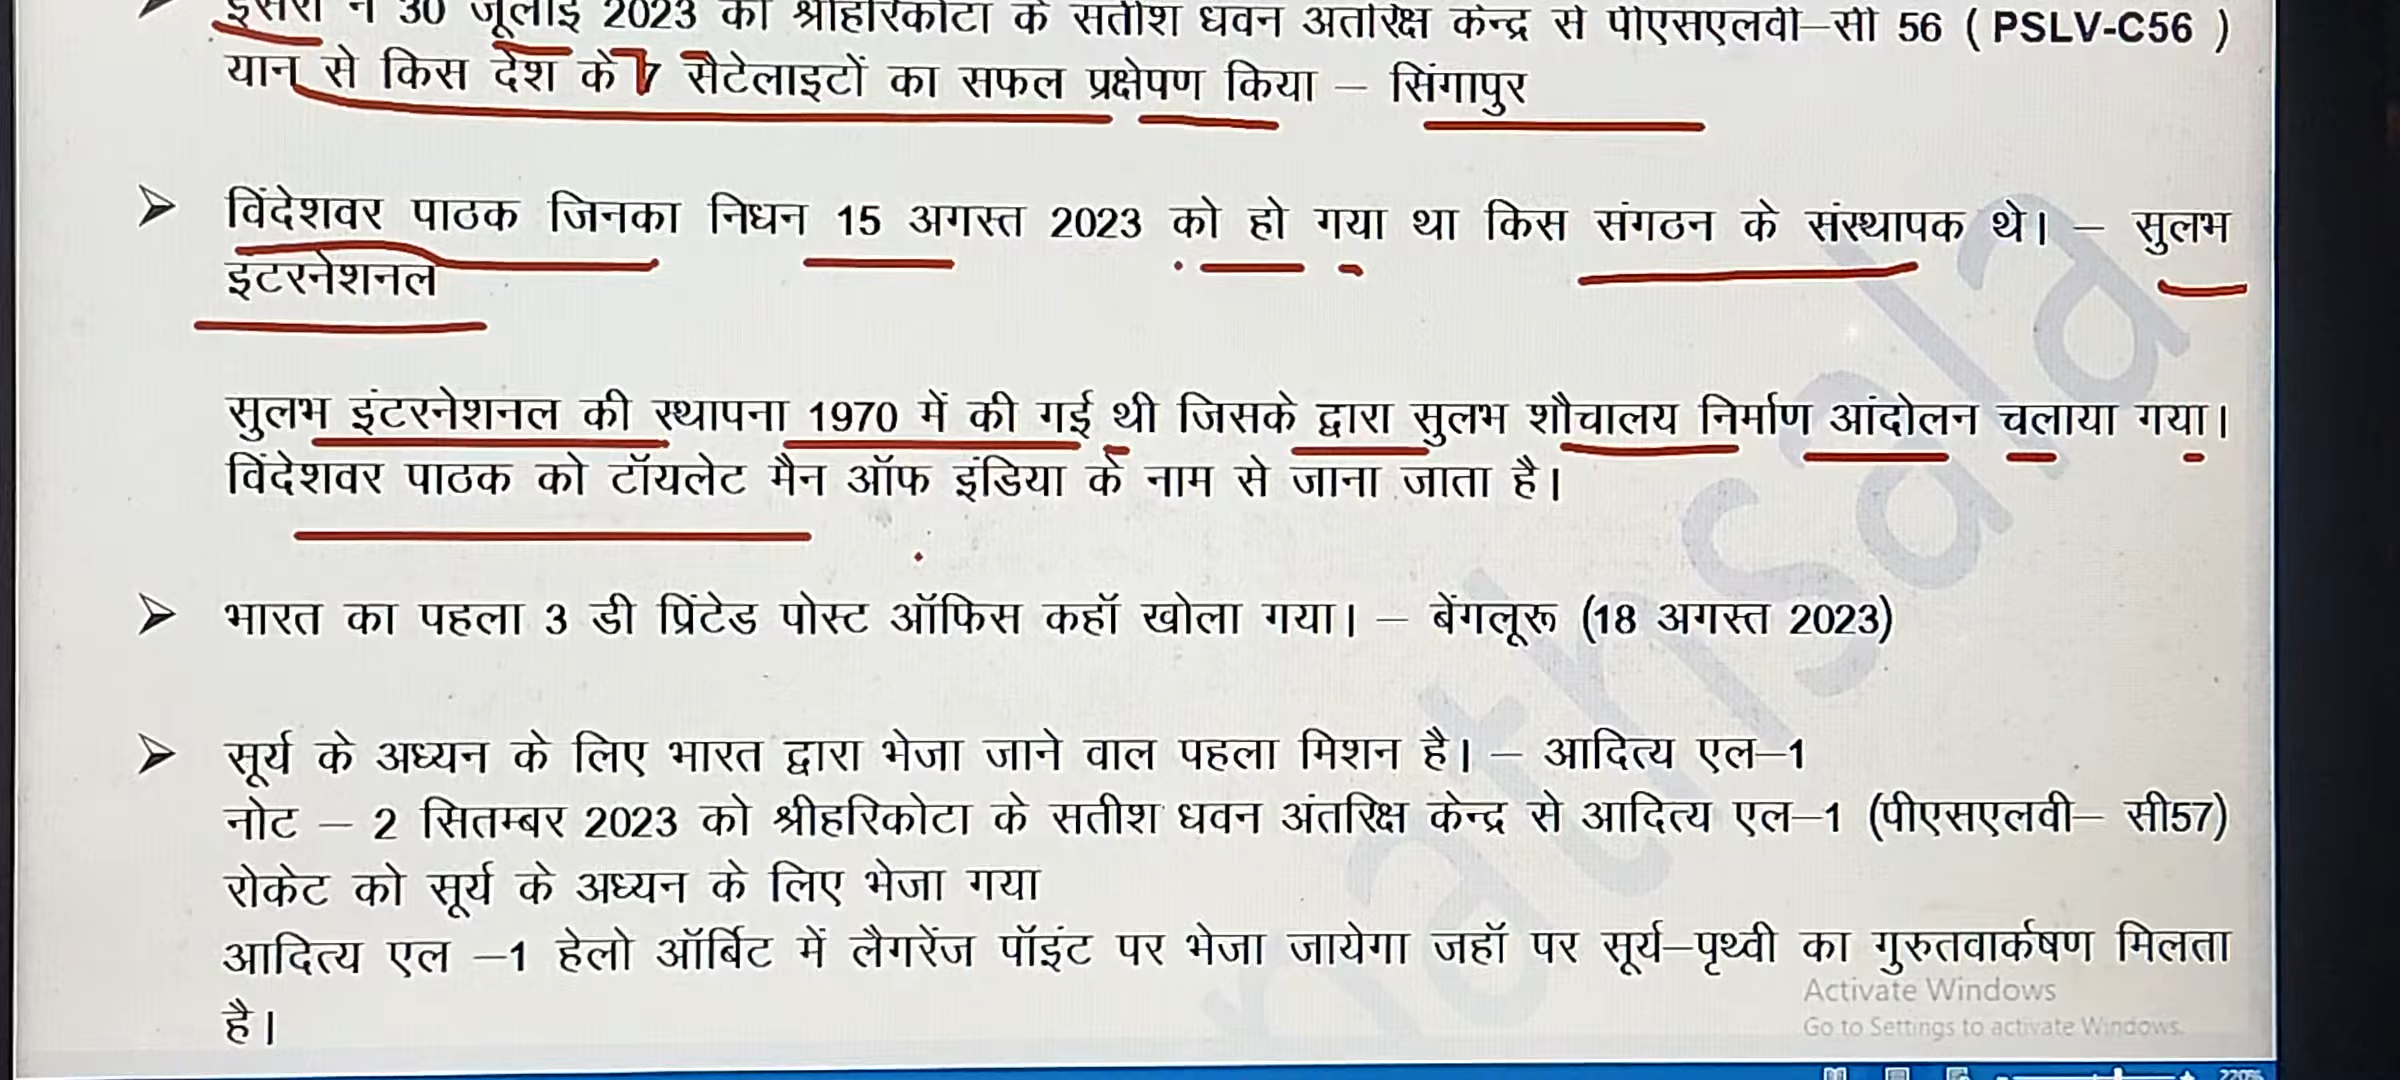 इसरो ने 30 जूलाई 2023 को श्रीहरिकोटा के सतीश धवन अंतरिक्ष केन्द्र से पीएसएलवी–सी 56 ( PSLV-C56 )
यान से किस देश के 7 सैटेलाइटों का सफल प्रक्षेपण किया – सिंगापुर
विंदेशवर पाठक जिनका निधन 15 अगस्त 2023 को हो गया था किस संगठन के संस्थापक थे। – सुलभ
इटरनेशनल
सुलभ इंटरनेशनल की स्थापना 1970 में की गई थी जिसके द्वारा सुलभ शौचालय निर्माण आंदोलन चलाया गया।
विंदेशवर पाठक को टॉयलेट मैन ऑफ इंडिया के नाम से जाना जाता है।
भारत का पहला 3 डी प्रिंटेड पोस्ट ऑफिस कहॉ खोला गया। – बेंगलूरू (18 अगस्त 2023)
सूर्य के अध्यन के लिए भारत द्वारा भेजा जाने वाल पहला मिशन है। – आदित्य एल–1
नोट – 2 सितम्बर 2023 को श्रीहरिकोटा के सतीश धवन अंतरिक्ष केन्द्र से आदित्य एल–1 (पीएसएलवी– सी57)
रोकेट को सूर्य के अध्यन के लिए भेजा गया
आदित्य एल –1 हेलो ऑर्बिट में लैगरेंज पॉइंट पर भेजा जायेगा जहॉ पर सूर्य–पृथ्वी का गुरुतवार्कषण मिलता
है।
Activate Windows
Go to Settings to activate Windows.
220%